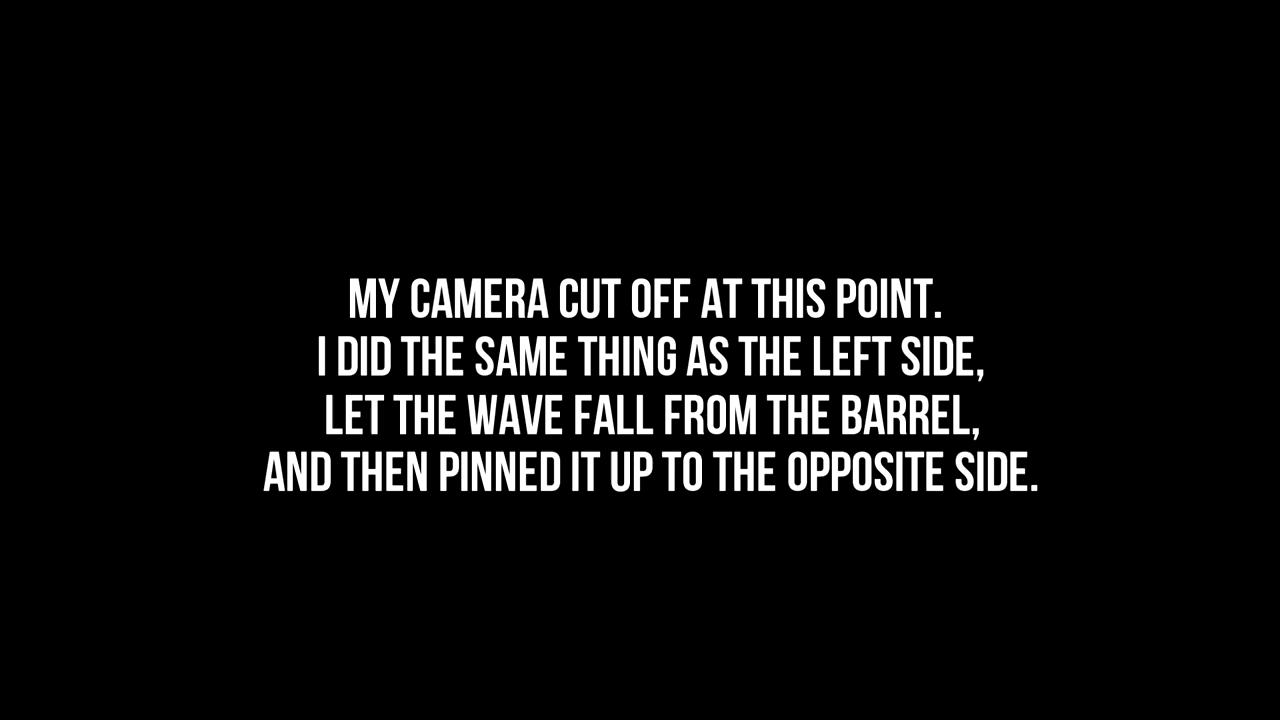 MY CAMERA CUT OFF AT THIS POINT.
I DID THE SAME THING AS THE LEFT SIDE,
LET THE WAVE FALL FROM THE BARREL,
AND THEN PINNED IT UP TO THE OPPOSITE SIDE.